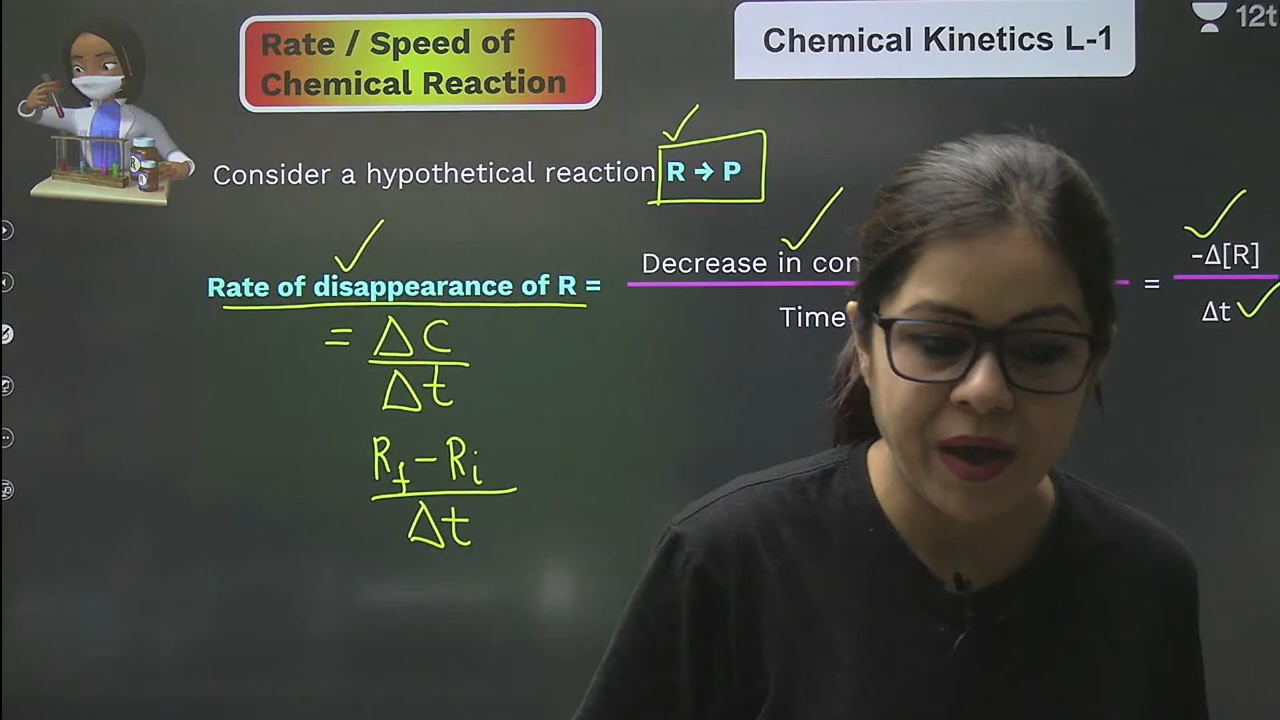 Rate / Speed of
Chemical Reaction
Chemical Kinetics L-1
12t
Consider a hypothetical reaction R → P
Rate of disappearance of R = Decrease in con = -Δ[R]
Time Δt
= ΔC
Δt
R_f - R_i
Δt